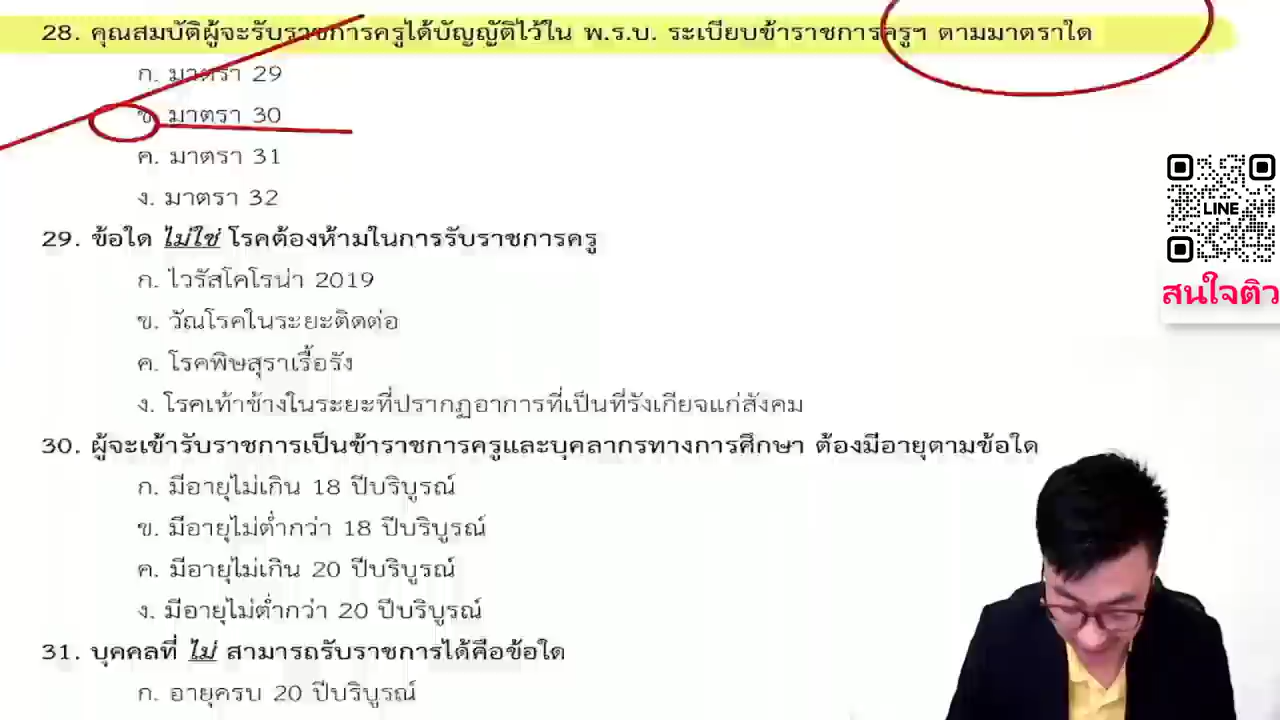 28. คุณสมบัติผู้จะรับราชการครูได้บัญญัติไว้ใน พ.ร.บ. ระเบียบข้าราชการครูฯ ตามมาตราใด
ก. มาตรา 29
ข. มาตรา 30
ค. มาตรา 31
ง. มาตรา 32
29. ข้อใด ไม่ใช่ โรคต้องห้ามในการรับราชการครู
ก. ไวรัสโคโรน่า 2019
ข. วัณโรคในระยะติดต่อ
ค. โรคพิษสุราเรื้อรัง
ง. โรคเท้าช้างในระยะที่ปรากฏอาการที่เป็นที่รังเกียจแก่สังคม
30. ผู้จะเข้ารับราชการเป็นข้าราชการครูและบุคลากรทางการศึกษา ต้องมีอายุตามข้อใด
ก. มีอายุไม่เกิน 18 ปีบริบูรณ์
ข. มีอายุไม่ต่ำกว่า 18 ปีบริบูรณ์
ค. มีอายุไม่เกิน 20 ปีบริบูรณ์
ง. มีอายุไม่ต่ำกว่า 20 ปีบริบูรณ์
31. บุคคลที่ ไม่ สามารถรับราชการได้คือข้อใด
ก. อายุครบ 20 ปีบริบูรณ์
LINE
สนใจติว